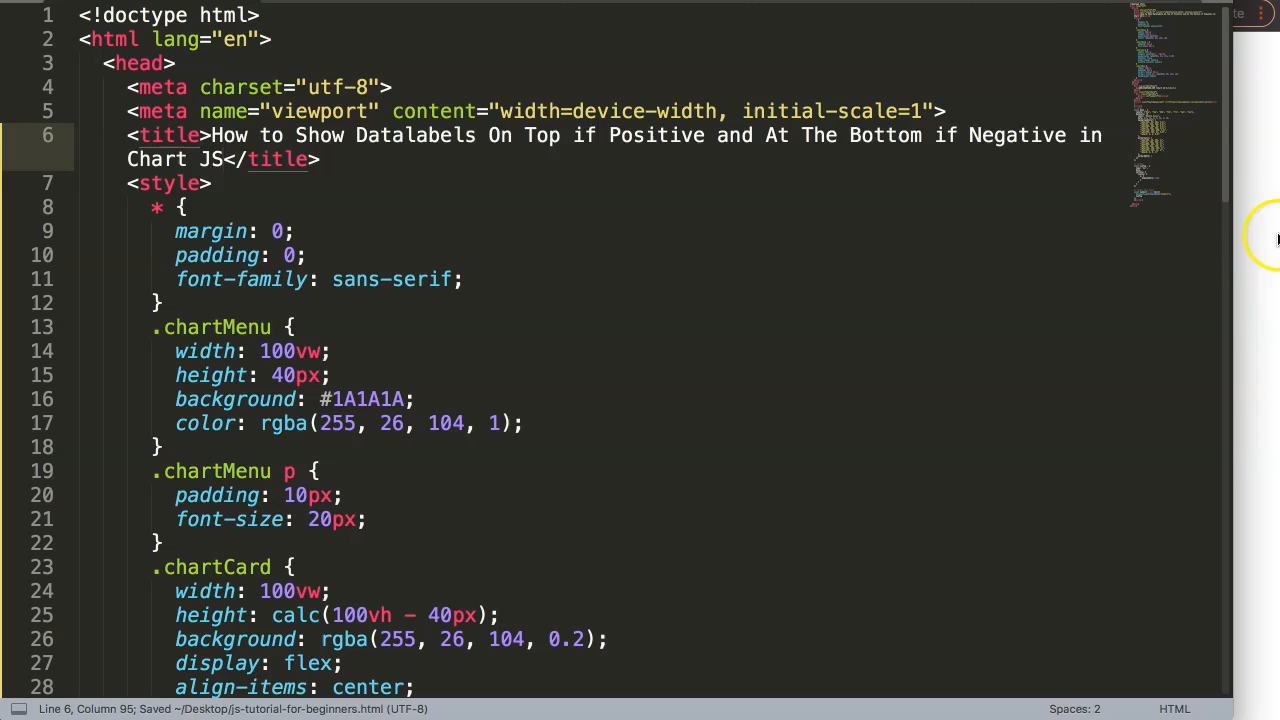 te
1 <!doctype html>
2 <html lang="en">
3 <head>
4 <meta charset="utf-8">
5 <meta name="viewport" content="width=device-width, initial-scale=1">
6 <title>How to Show Datalabels On Top if Positive and At The Bottom if Negative in
Chart JS</title>
7 <style>
8 * {
9 margin: 0;
10 padding: 0;
11 font-family: sans-serif;
12 }
13 .chartMenu {
14 width: 100vw;
15 height: 40px;
16 background: #1A1A1A;
17 color: rgba(255, 26, 104, 1);
18 }
19 .chartMenu p {
20 padding: 10px;
21 font-size: 20px;
22 }
23 .chartCard {
24 width: 100vw;
25 height: calc(100vh - 40px);
26 background: rgba(255, 26, 104, 0.2);
27 display: flex;
28 align-items: center;
Line 6, Column 95; Saved ~/Desktop/js-tutorial-for-beginners.html (UTF-8) Spaces: 2 HTML